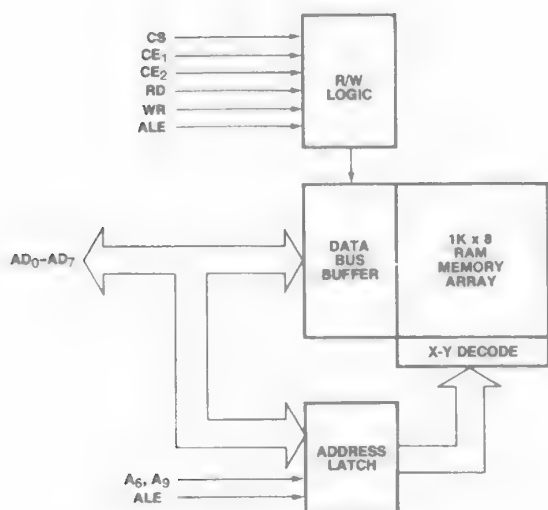 CS
CE₁
CE₂
RD
WR
ALE
R/W
LOGIC
AD₀-AD₇
DATA
BUS
BUFFER
1K x 8
RAM
MEMORY
ARRAY
X-Y DECODE
ADDRESS
LATCH
A₆, A₉
ALE